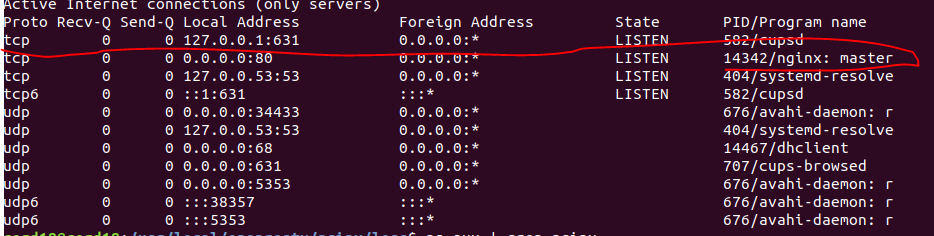 Active Internet connections (only servers)
Proto Recv-Q Send-Q Local Address           Foreign Address         State       PID/Program name
tcp        0      0 127.0.0.1:631           0.0.0.0:*               LISTEN      582/cupsd
tcp        0      0 0.0.0.0:80              0.0.0.0:*               LISTEN      14342/nginx: master
tcp        0      0 127.0.0.53:53           0.0.0.0:*               LISTEN      404/systemd-resolve
tcp6       0      0 ::1:631                 :::*                    LISTEN      582/cupsd
udp        0      0 0.0.0.0:34433           0.0.0.0:*                           676/avahi-daemon: r
udp        0      0 127.0.0.53:53           0.0.0.0:*                           404/systemd-resolve
udp        0      0 0.0.0.0:68              0.0.0.0:*                           14467/dhclient
udp        0      0 0.0.0.0:631             0.0.0.0:*                           707/cups-browsed
udp        0      0 0.0.0.0:5353            0.0.0.0:*                           676/avahi-daemon: r
udp6       0      0 :::38357                :::*                                676/avahi-daemon: r
udp6       0      0 :::5353                 :::*                                676/avahi-daemon: r